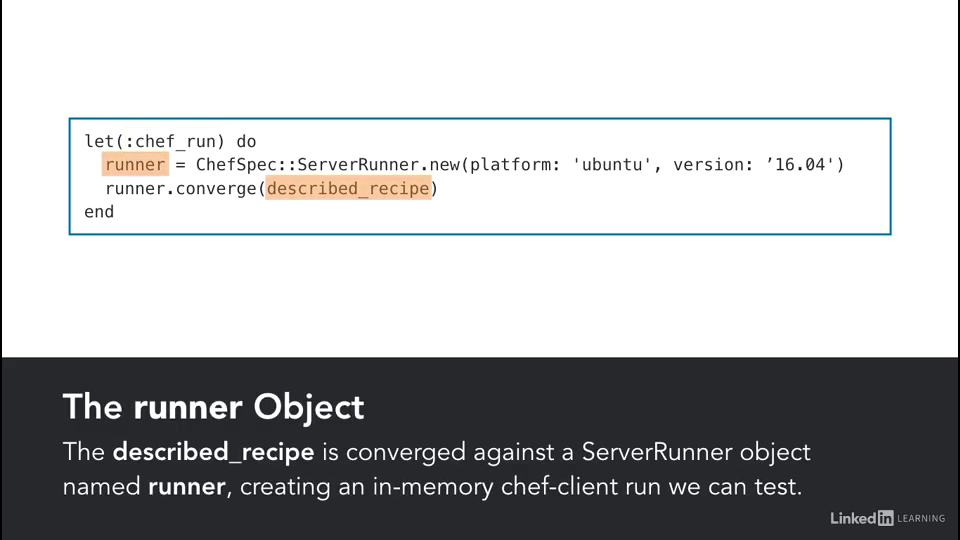 let(:chef_run) do
runner = ChefSpec::ServerRunner.new(platform: 'ubuntu', version: ’16.04')
runner.converge(described_recipe)
end
The runner Object
The described_recipe is converged against a ServerRunner object
named runner, creating an in-memory chef-client run we can test.
Linked in LEARNING